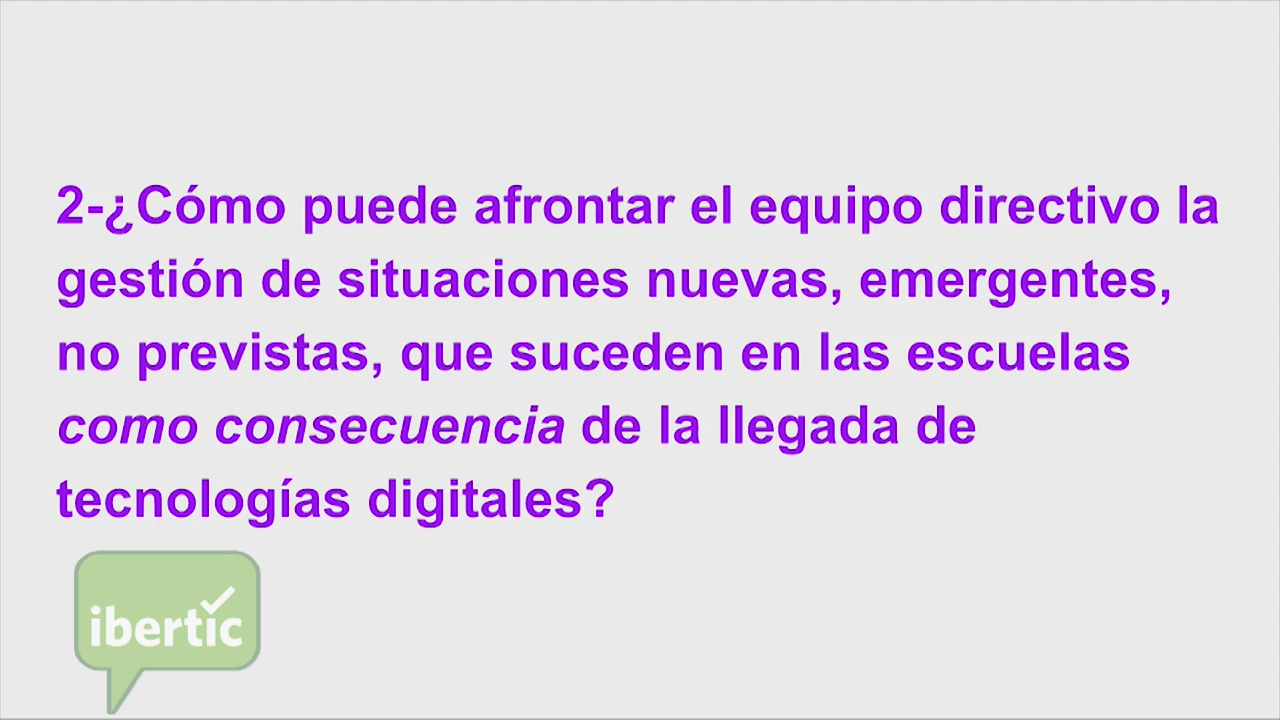 2-¿Cómo puede afrontar el equipo directivo la
gestión de situaciones nuevas, emergentes,
no previstas, que suceden en las escuelas
como consecuencia de la llegada de
tecnologías digitales?
ibertic